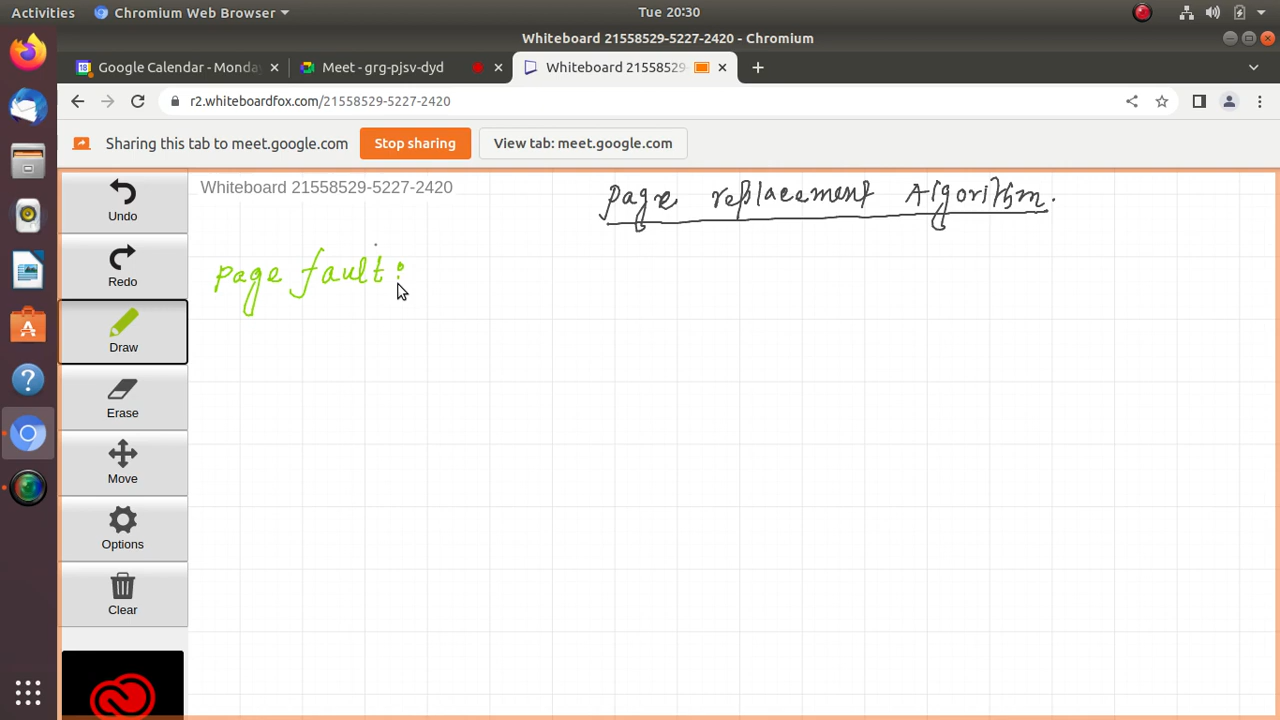 Activities Chromium Web Browser Tue 20:30
Whiteboard 21558529-5227-2420 - Chromium
Google Calendar - Monday Meet - grg-pjsv-dyd Whiteboard 21558529-
r2.whiteboardfox.com/21558529-5227-2420
Sharing this tab to meet.google.com Stop sharing View tab: meet.google.com
Whiteboard 21558529-5227-2420
page replacement Algorithm.
page fault:
Undo
Redo
Draw
Erase
Move
Options
Clear